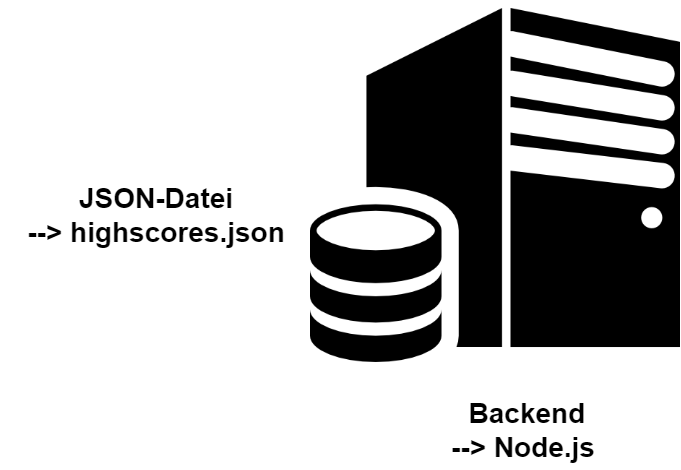 JSON-Datei
--> highscores.json
Backend
--> Node.js